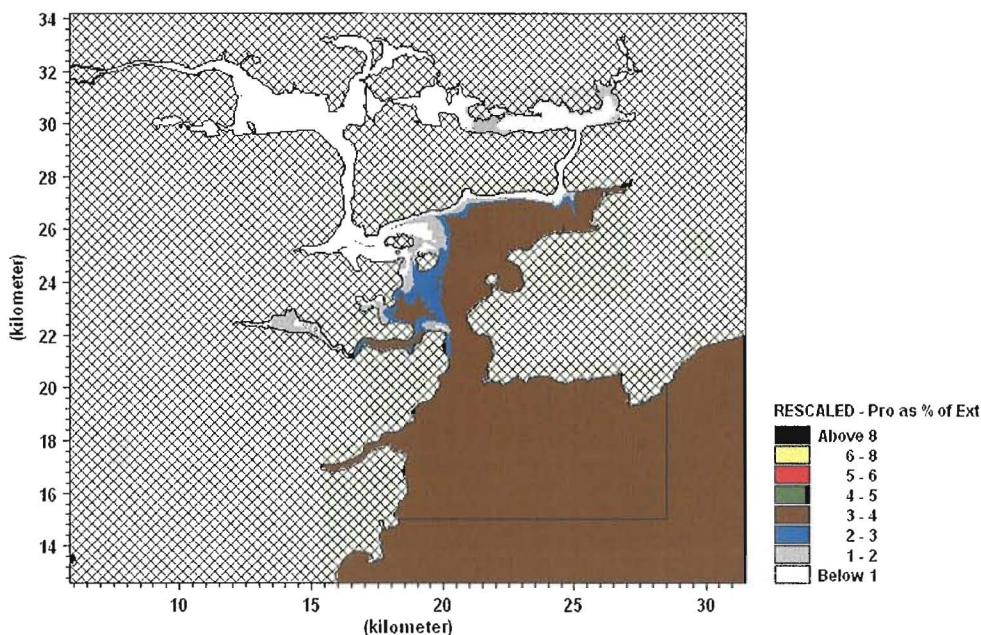 34
32
30
28
26
24
22
20
18
16
14
(kilometer)
10 15 20 25 30
(kilometer)
RESCALED - Pro as % of Ext
Above 8
6 - 8
5 - 6
4 - 5
3 - 4
2 - 3
1 - 2
Below 1